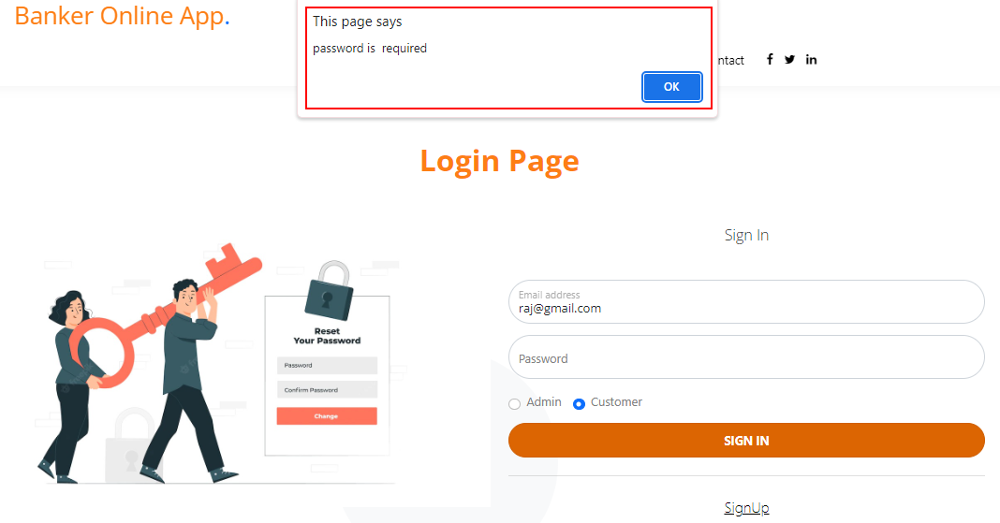 Banker Online App.
This page says
password is  required
OK
ntact
Login Page
Sign In
Email address
raj@gmail.com
Password
Admin
Customer
SIGN IN
SignUp
Reset
Your Password
Password
Confirm Password
Change